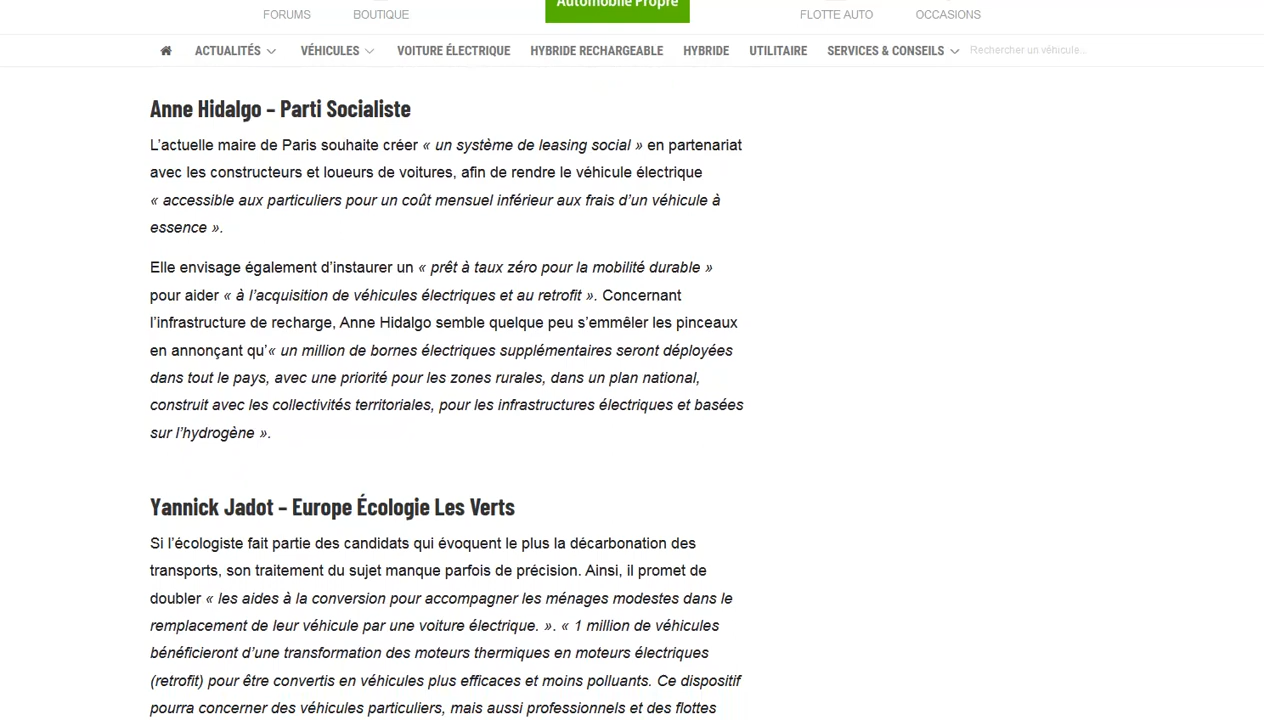 FORUMS
BOUTIQUE
Automobile Propre
FLOTTE AUTO
OCCASIONS
ACTUALITÉS
VÉHICULES
VOITURE ÉLECTRIQUE
HYBRIDE RECHARGEABLE
HYBRIDE
UTILITAIRE
SERVICES & CONSEILS
Rechercher un véhicule...
Anne Hidalgo – Parti Socialiste
L’actuelle maire de Paris souhaite créer « un système de leasing social » en partenariat
avec les constructeurs et loueurs de voitures, afin de rendre le véhicule électrique
« accessible aux particuliers pour un coût mensuel inférieur aux frais d’un véhicule à
essence ».
Elle envisage également d’instaurer un « prêt à taux zéro pour la mobilité durable »
pour aider « à l’acquisition de véhicules électriques et au retrofit ». Concernant
l’infrastructure de recharge, Anne Hidalgo semble quelque peu s’emmêler les pinceaux
en annonçant qu’« un million de bornes électriques supplémentaires seront déployées
dans tout le pays, avec une priorité pour les zones rurales, dans un plan national,
construit avec les collectivités territoriales, pour les infrastructures électriques et basées
sur l’hydrogène ».
Yannick Jadot – Europe Écologie Les Verts
Si l’écologiste fait partie des candidats qui évoquent le plus la décarbonation des
transports, son traitement du sujet manque parfois de précision. Ainsi, il promet de
doubler « les aides à la conversion pour accompagner les ménages modestes dans le
remplacement de leur véhicule par une voiture électrique. ». « 1 million de véhicules
bénéficieront d’une transformation des moteurs thermiques en moteurs électriques
(retrofit) pour être convertis en véhicules plus efficaces et moins polluants. Ce dispositif
pourra concerner des véhicules particuliers, mais aussi professionnels et des flottes